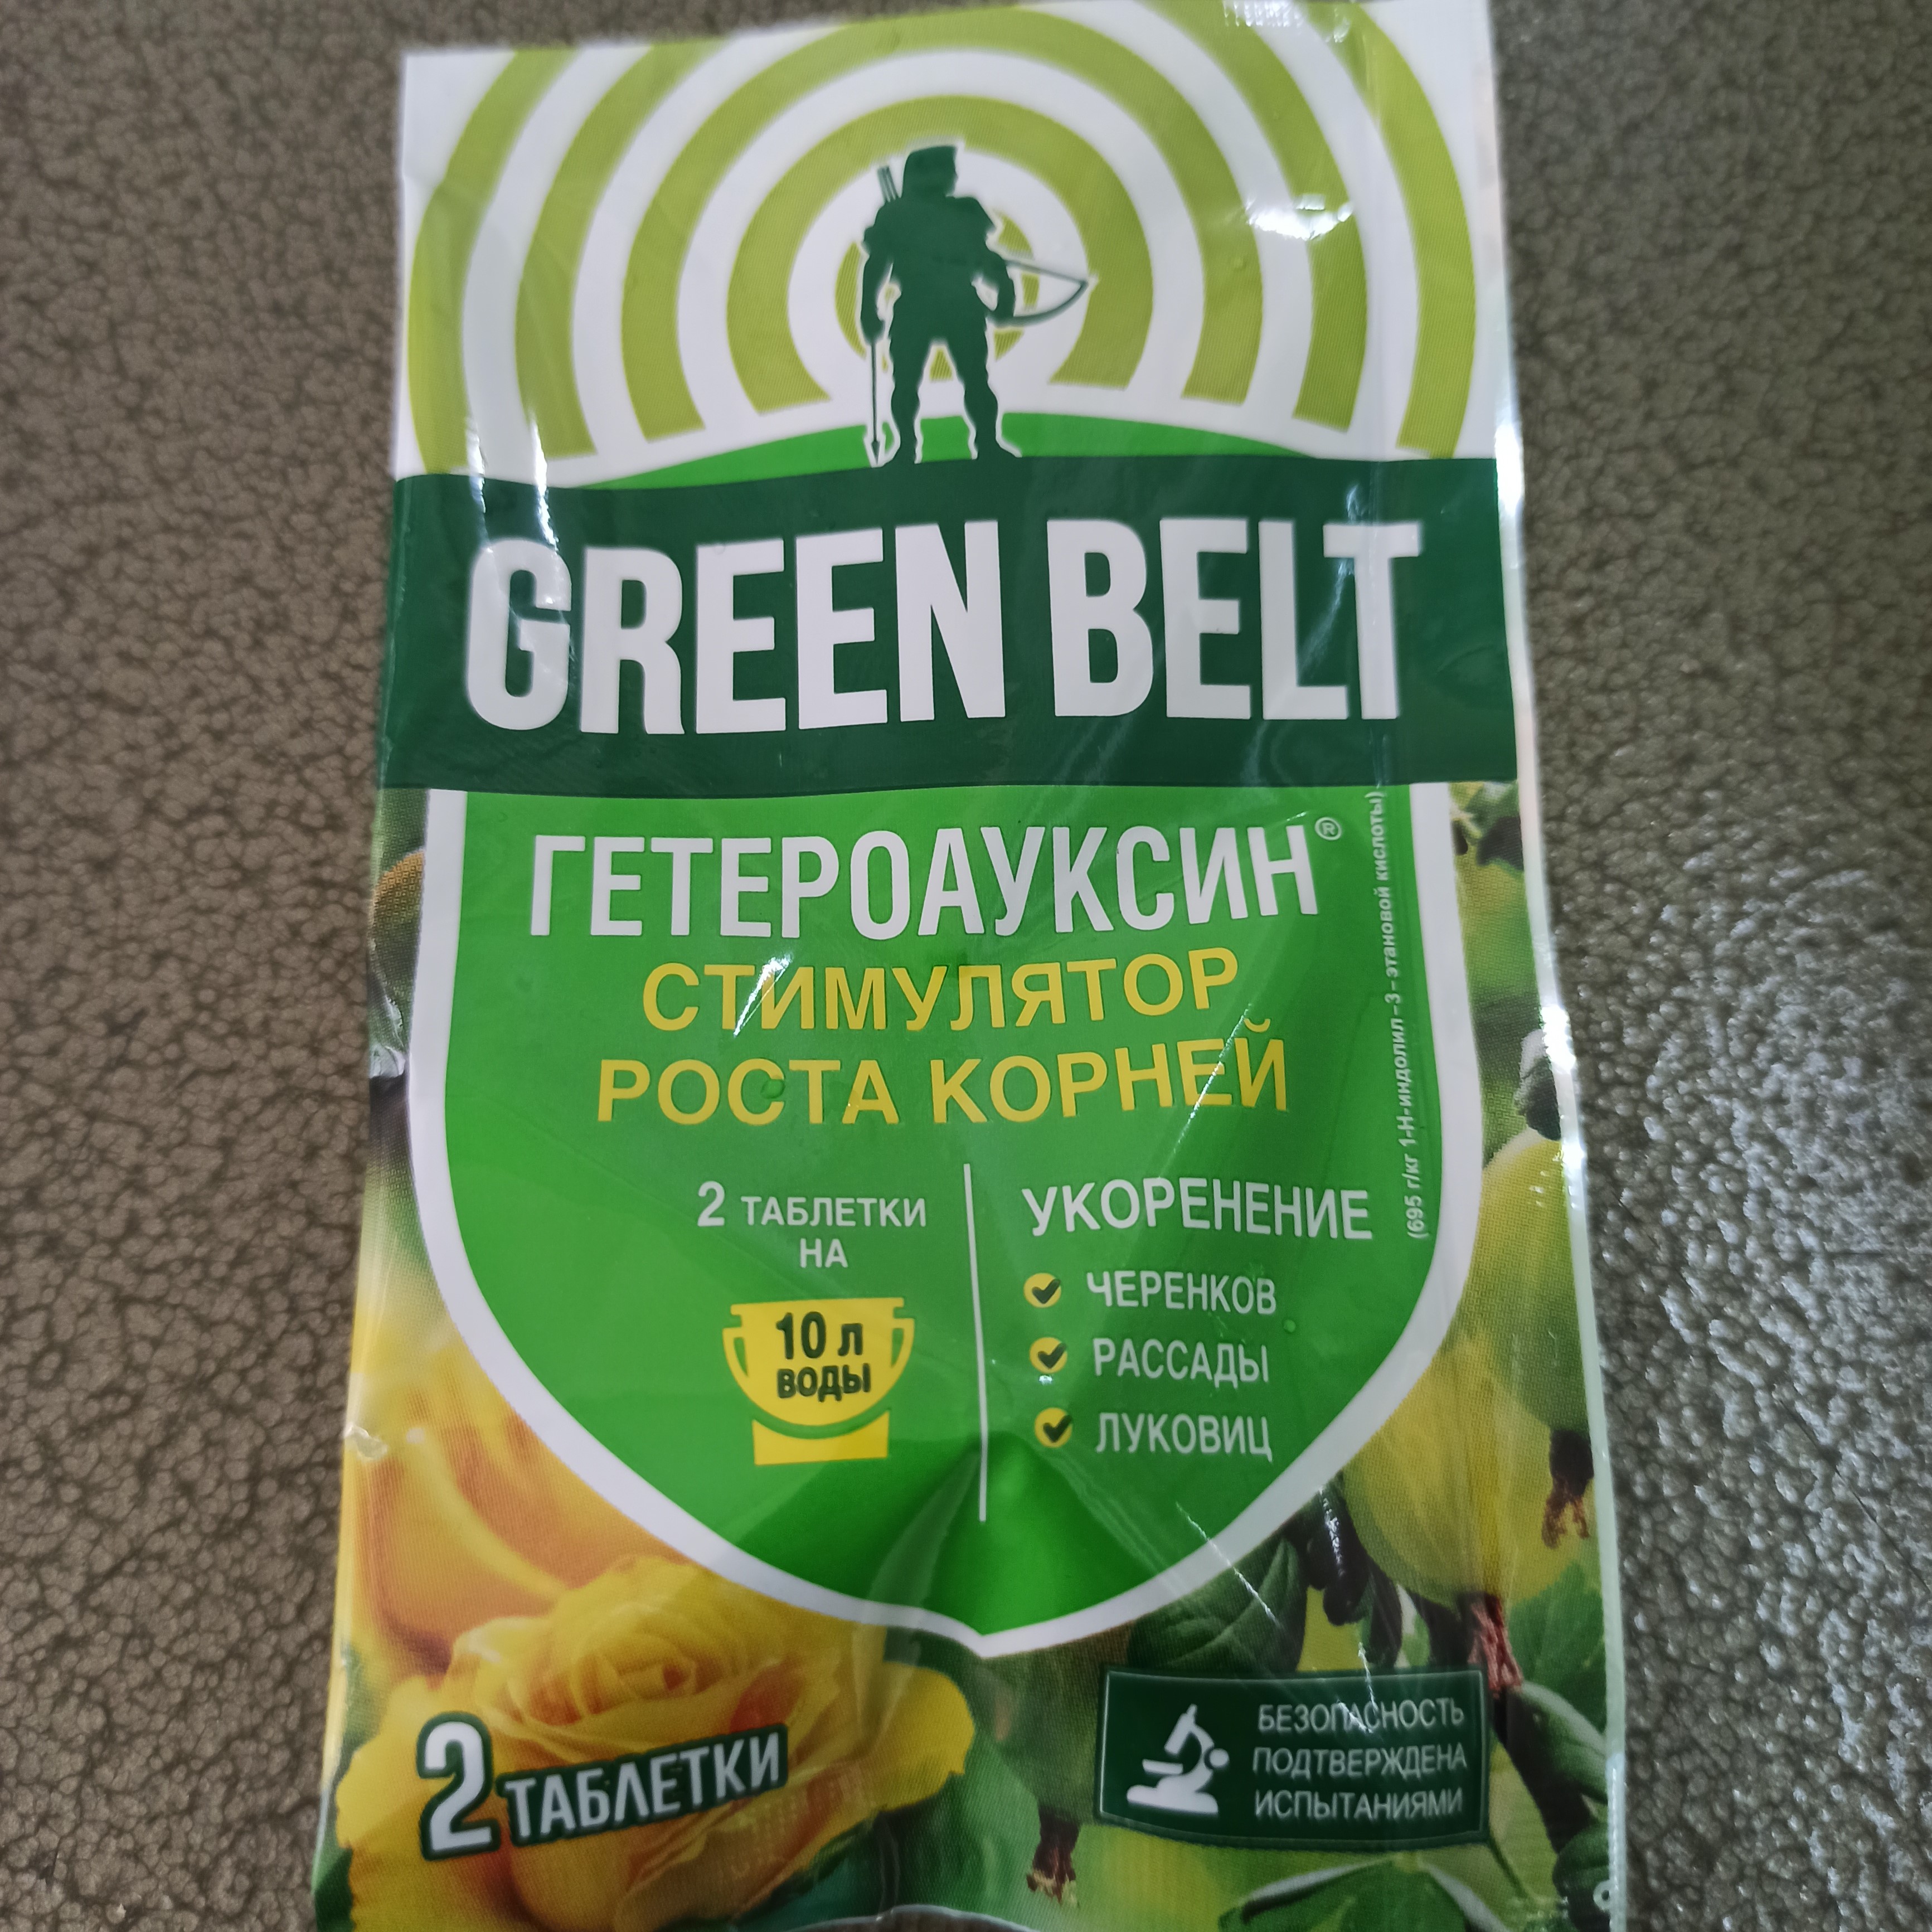 GREEN BELT
ГЕТЕРОАУКСИН®
СТИМУЛЯТОР
РОСТА КОРНЕЙ
(695 г/кг 1-Н-индолил-3-этановой кислоты)
2 ТАБЛЕТКИ
НА
10 л
ВОДЫ
УКОРЕНЕНИЕ
ЧЕРЕНКОВ
РАССАДЫ
ЛУКОВИЦ
2 ТАБЛЕТКИ
БЕЗОПАСНОСТЬ
ПОДТВЕРЖДЕНА
ИСПЫТАНИЯМИ